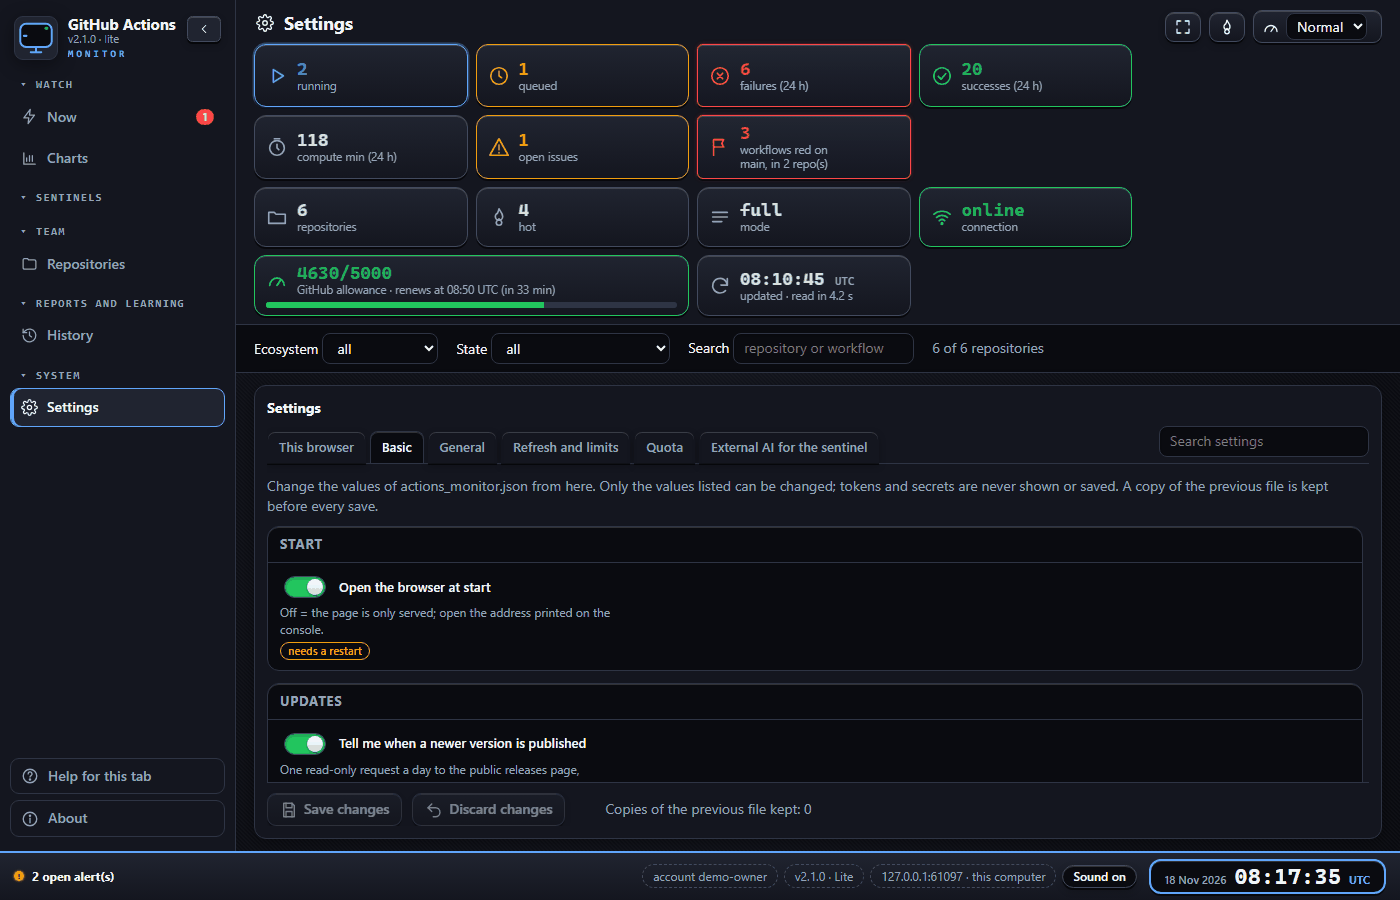 GitHub Actions
v2.1.0 · lite
MONITOR
WATCH
Now
1
Charts
SENTINELS
TEAM
Repositories
REPORTS AND LEARNING
History
SYSTEM
Settings
Help for this tab
About
Settings
Normal
2
running
1
queued
6
failures (24 h)
20
successes (24 h)
118
compute min (24 h)
1
open issues
3
workflows red on
main, in 2 repo(s)
6
repositories
4
hot
full
mode
online
connection
4630/5000
GitHub allowance · renews at 08:50 UTC (in 33 min)
08:10:45 UTC
updated · read in 4.2 s
Ecosystem all
State all
Search repository or workflow
6 of 6 repositories
Settings
This browser
Basic
General
Refresh and limits
Quota
External AI for the sentinel
Search settings
Change the values of actions_monitor.json from here. Only the values listed can be changed; tokens and secrets are never shown or saved. A copy of the previous file is kept
before every save.
START
Open the browser at start
Off = the page is only served; open the address printed on the
console.
needs a restart
UPDATES
Tell me when a newer version is published
One read-only request a day to the public releases page,
Save changes
Discard changes
Copies of the previous file kept: 0
2 open alert(s)
account demo-owner
v2.1.0 · Lite
127.0.0.1:61097 · this computer
Sound on
18 Nov 2026 08:17:35 UTC